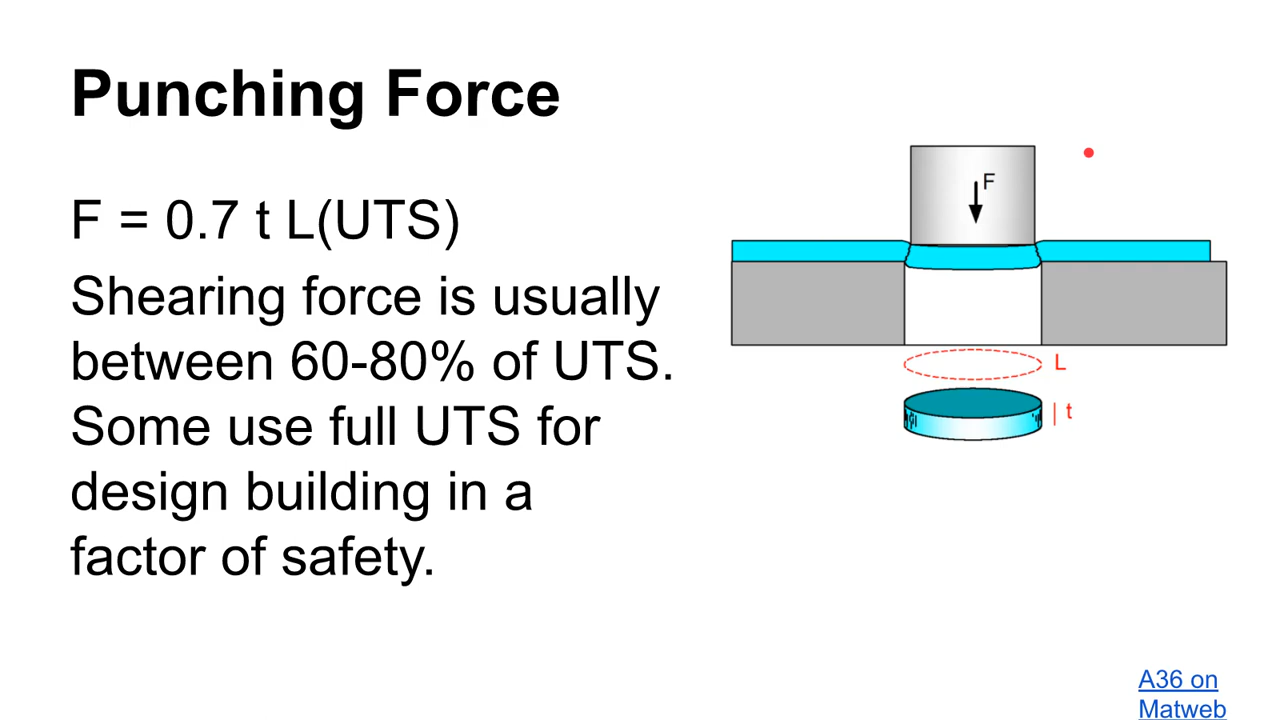 Punching Force
F = 0.7 t L(UTS)
Shearing force is usually
between 60-80% of UTS.
Some use full UTS for
design building in a
factor of safety.
F
L
t
A36 on
Matweb